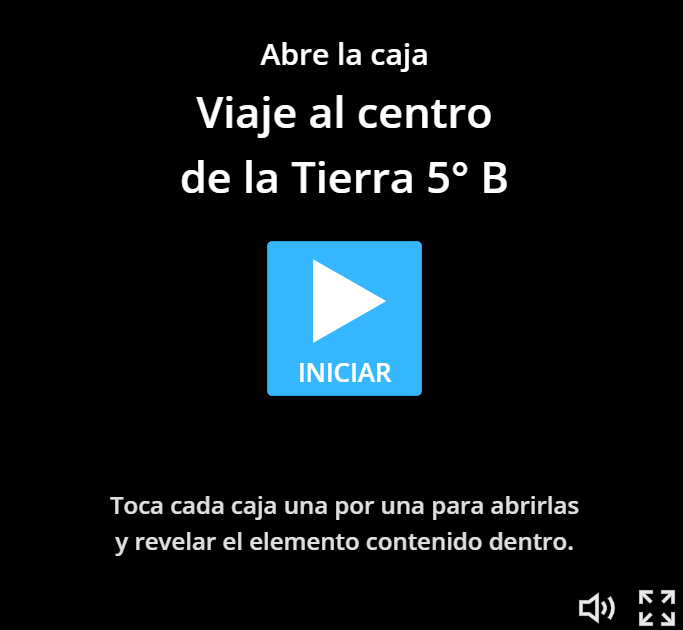 Abre la caja
Viaje al centro
de la Tierra 5° B
INICIAR
Toca cada caja una por una para abrirlas
y revelar el elemento contenido dentro.